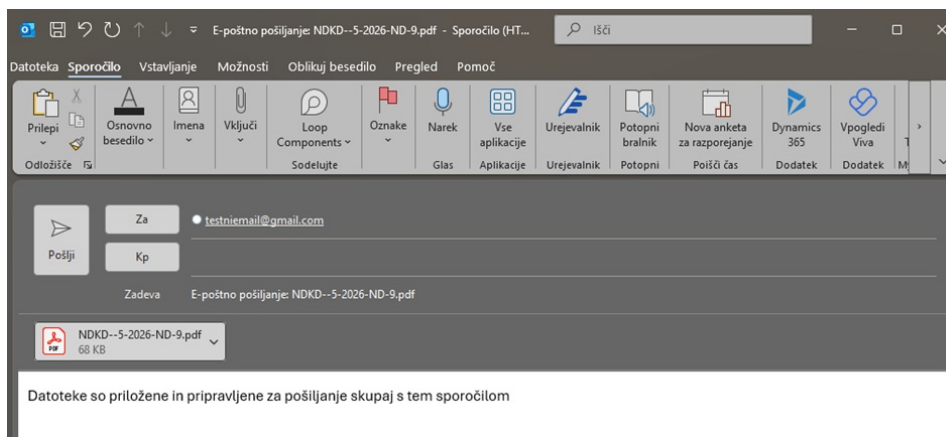 E-poštno pošiljanje: NDKD--5-2026-ND-9.pdf - Sporočilo (HT...
Išči
Datoteka Sporočilo Vstavljanje Možnosti Oblikuj besedilo Pregled Pomoč
Prilepi
Osnovno besedilo
Imena
Vključi
Loop Components
Oznake
Narek
Vse aplikacije
Urejevalnik
Potopni bralnik
Nova anketa za razporejanje
Dynamics 365
Vpogledi Viva
Odložišče Sodelujte Glas Aplikacije Urejevalnik Potopni Poišči čas Dodatek Dodatek
Za
testniemail@gmail.com
Pošlji
Kp
Zadeva E-poštno pošiljanje: NDKD--5-2026-ND-9.pdf
NDKD--5-2026-ND-9.pdf
68 KB
Datoteke so priložene in pripravljene za pošiljanje skupaj s tem sporočilom